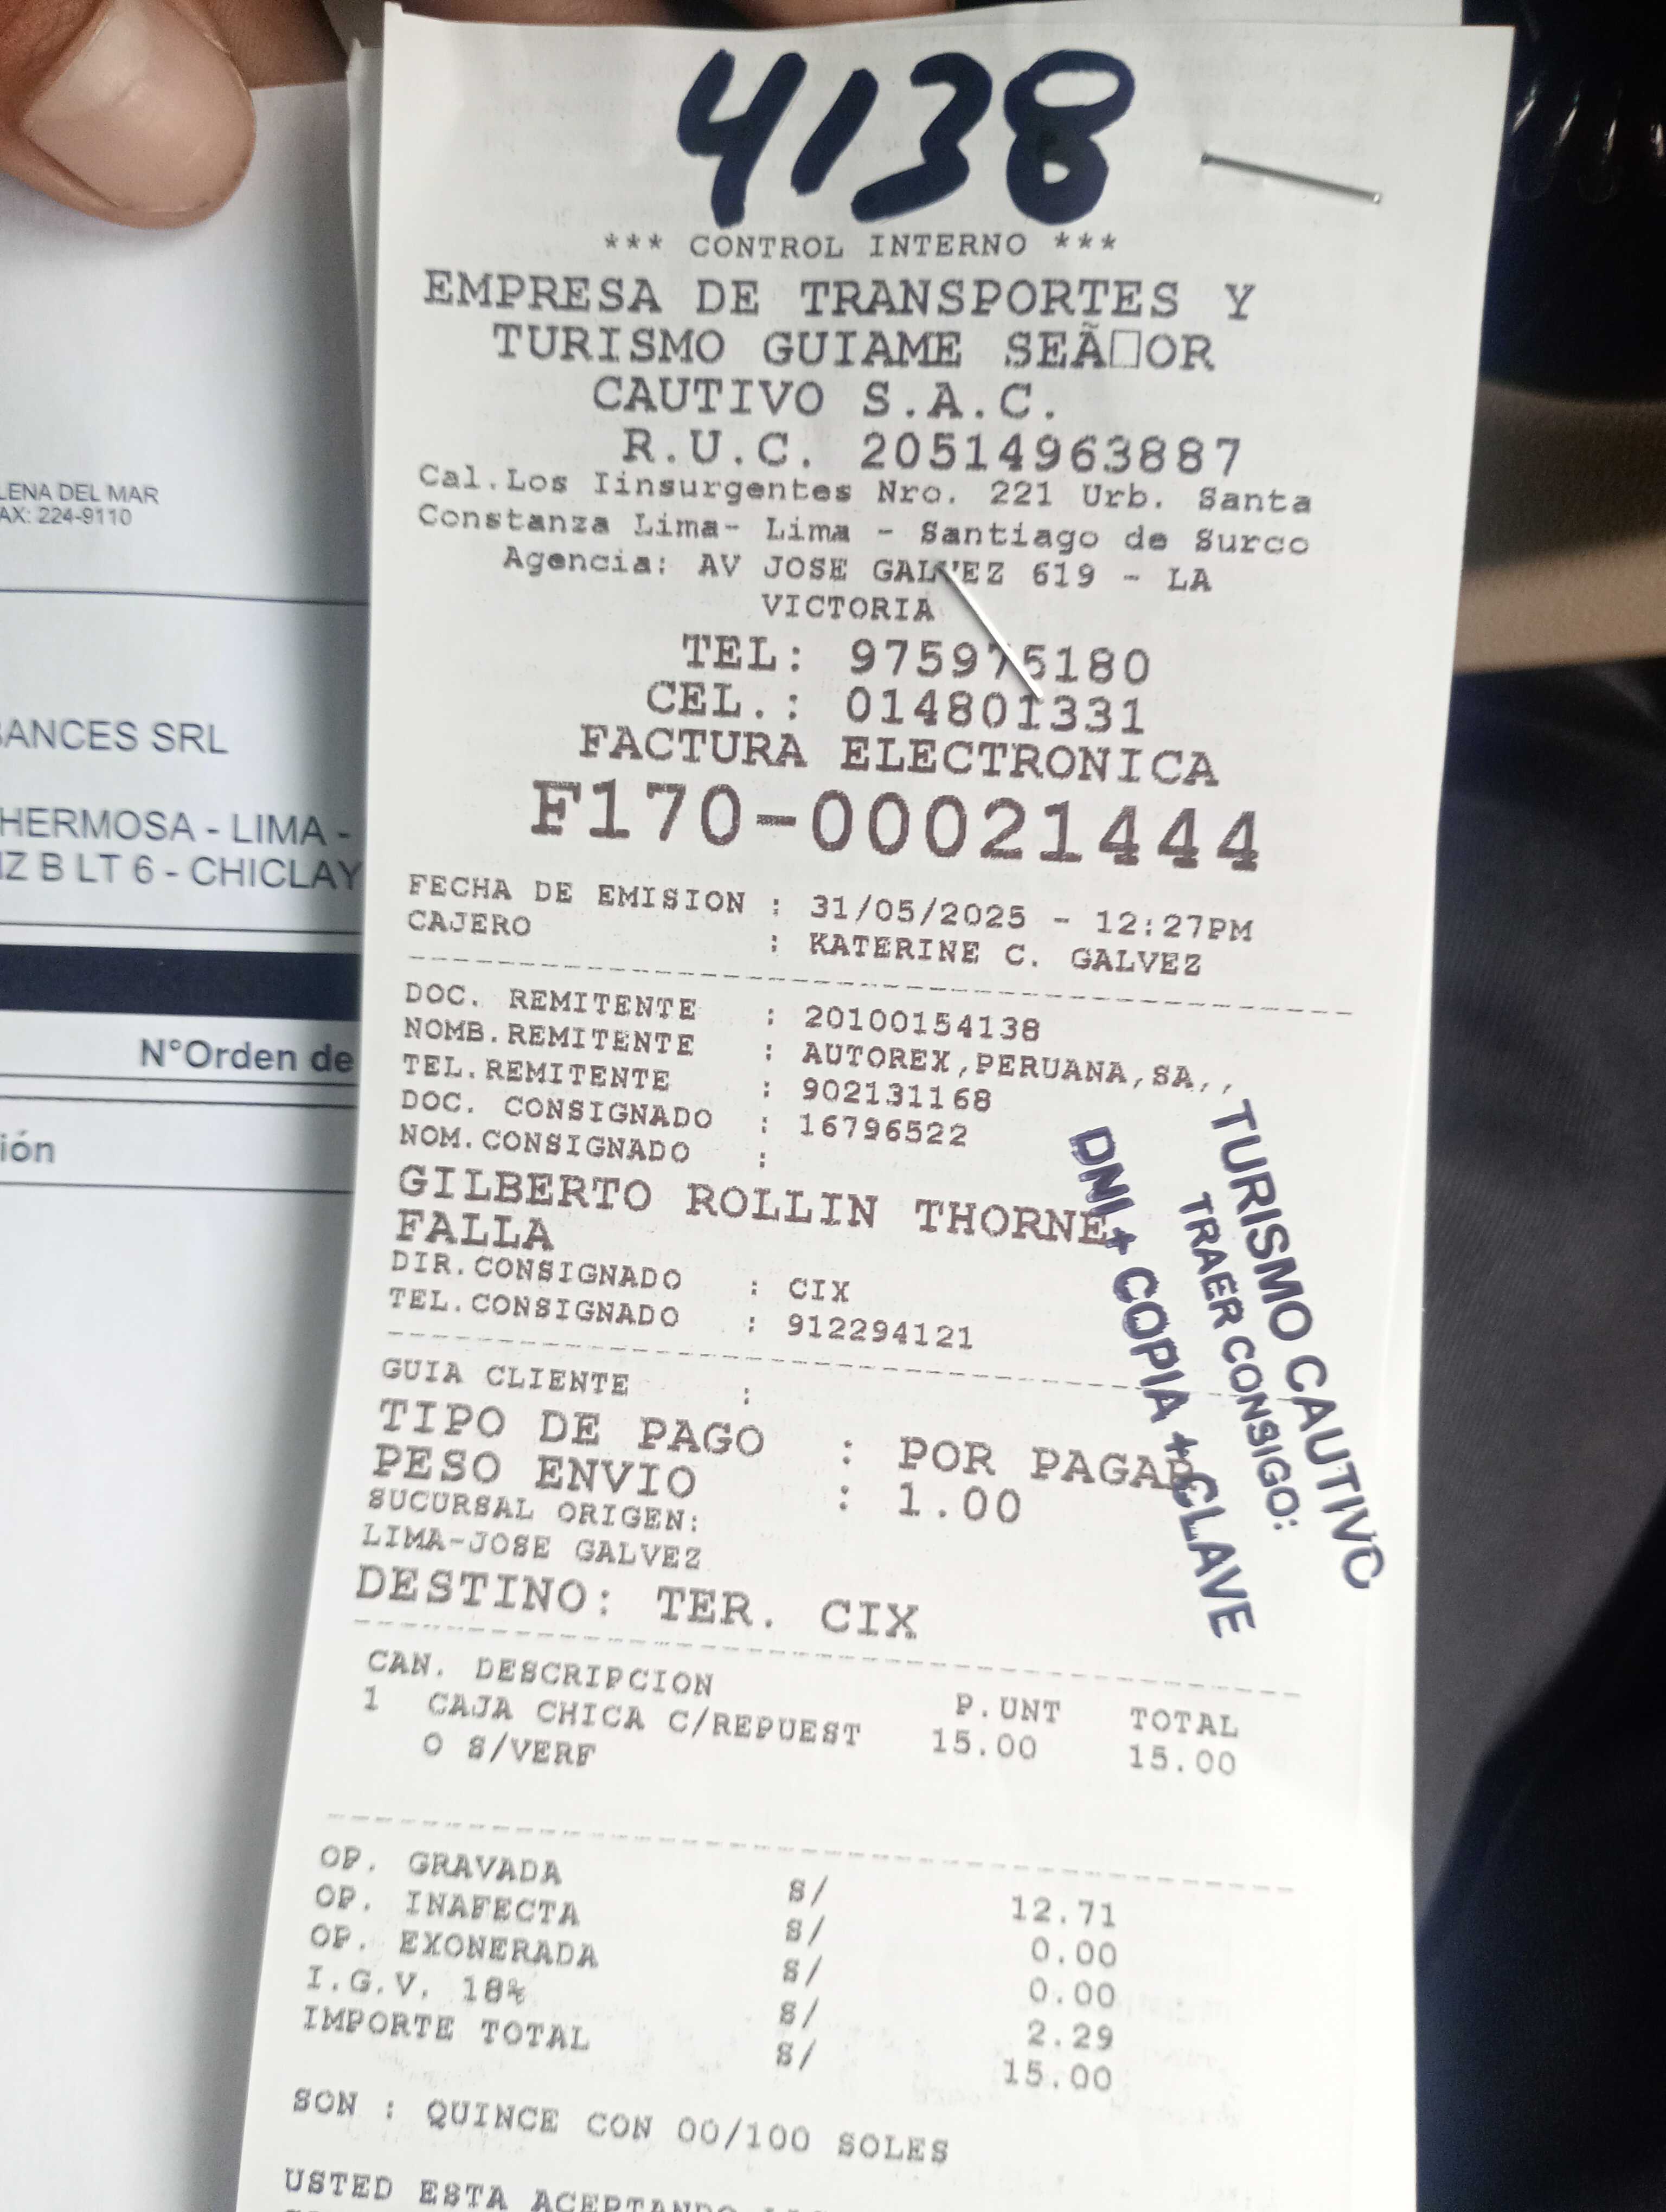 4138
*** CONTROL INTERNO ***
EMPRESA DE TRANSPORTES Y
TURISMO GUIAME SEÃ□OR
CAUTIVO S.A.C.
R.U.C. 20514963887
Cal.Los Iinsurgentes Nro. 221 Urb. Santa
Constanza Lima- Lima - Santiago de Surco
Agencia: AV JOSE GALVEZ 619 - LA
VICTORIA
TEL: 975975180
CEL.: 014801331
FACTURA ELECTRONICA
F170-00021444
FECHA DE EMISION : 31/05/2025 - 12:27PM
CAJERO : KATERINE C. GALVEZ
DOC. REMITENTE : 20100154138
NOMB.REMITENTE : AUTOREX,PERUANA,SA,,
TEL.REMITENTE : 902131168
DOC. CONSIGNADO : 16796522
NOM.CONSIGNADO :
GILBERTO ROLLIN THORNE
FALLA
DIR.CONSIGNADO : CIX
TEL.CONSIGNADO : 912294121
GUIA CLIENTE :
TIPO DE PAGO : POR PAGAR
PESO ENVIO : 1.00
SUCURSAL ORIGEN:
LIMA-JOSE GALVEZ
DESTINO: TER. CIX
TURISMO CAUTIVO
TRAER CONSIGO:
DNI + COPIA + CLAVE
CAN. DESCRIPCION P.UNT TOTAL
1 CAJA CHICA C/REPUEST 15.00 15.00
O S/VERF
OP. GRAVADA S/ 12.71
OP. INAFECTA S/ 0.00
OP. EXONERADA S/ 0.00
I.G.V. 18% S/ 2.29
IMPORTE TOTAL S/ 15.00
SON : QUINCE CON 00/100 SOLES
USTED ESTA ACEPTANDO
LENA DEL MAR
AX: 224-9110
ANCES SRL
HERMOSA - LIMA -
IZ B LT 6 - CHICLAY
N°Orden de
ión